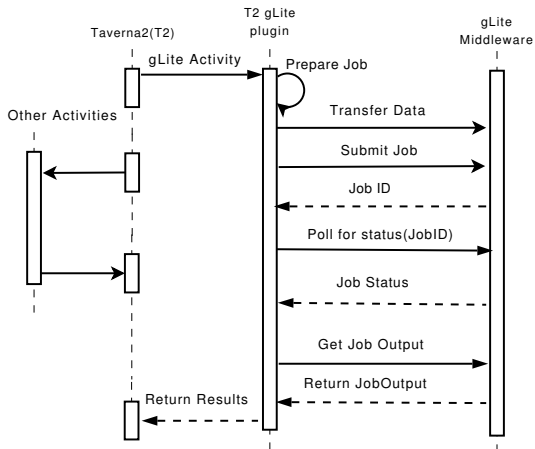 T2 gLite
plugin
Taverna2(T2)
gLite
Middleware
gLite Activity
Prepare Job
Other Activities
Transfer Data
Submit Job
Job ID
Poll for status(JobID)
Job Status
Get Job Output
Return JobOutput
Return Results